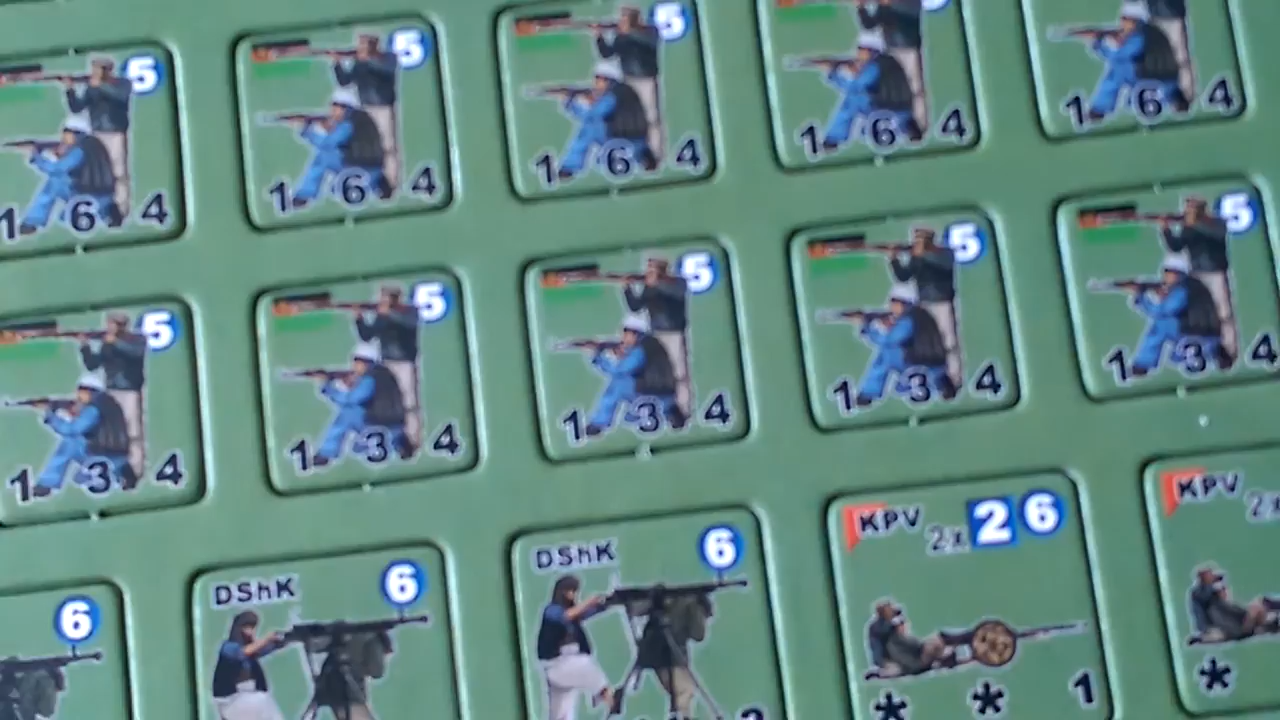 5 5 5
1 6 4 1 6 4 1 6 4 1 6 4 1 6 4
5 5 5 5 5
1 3 4 1 3 4 1 3 4 1 3 4 1 3 4
6 DShK 6 DShK 6 KPV 2x 2 6 KPV
* * 1 *